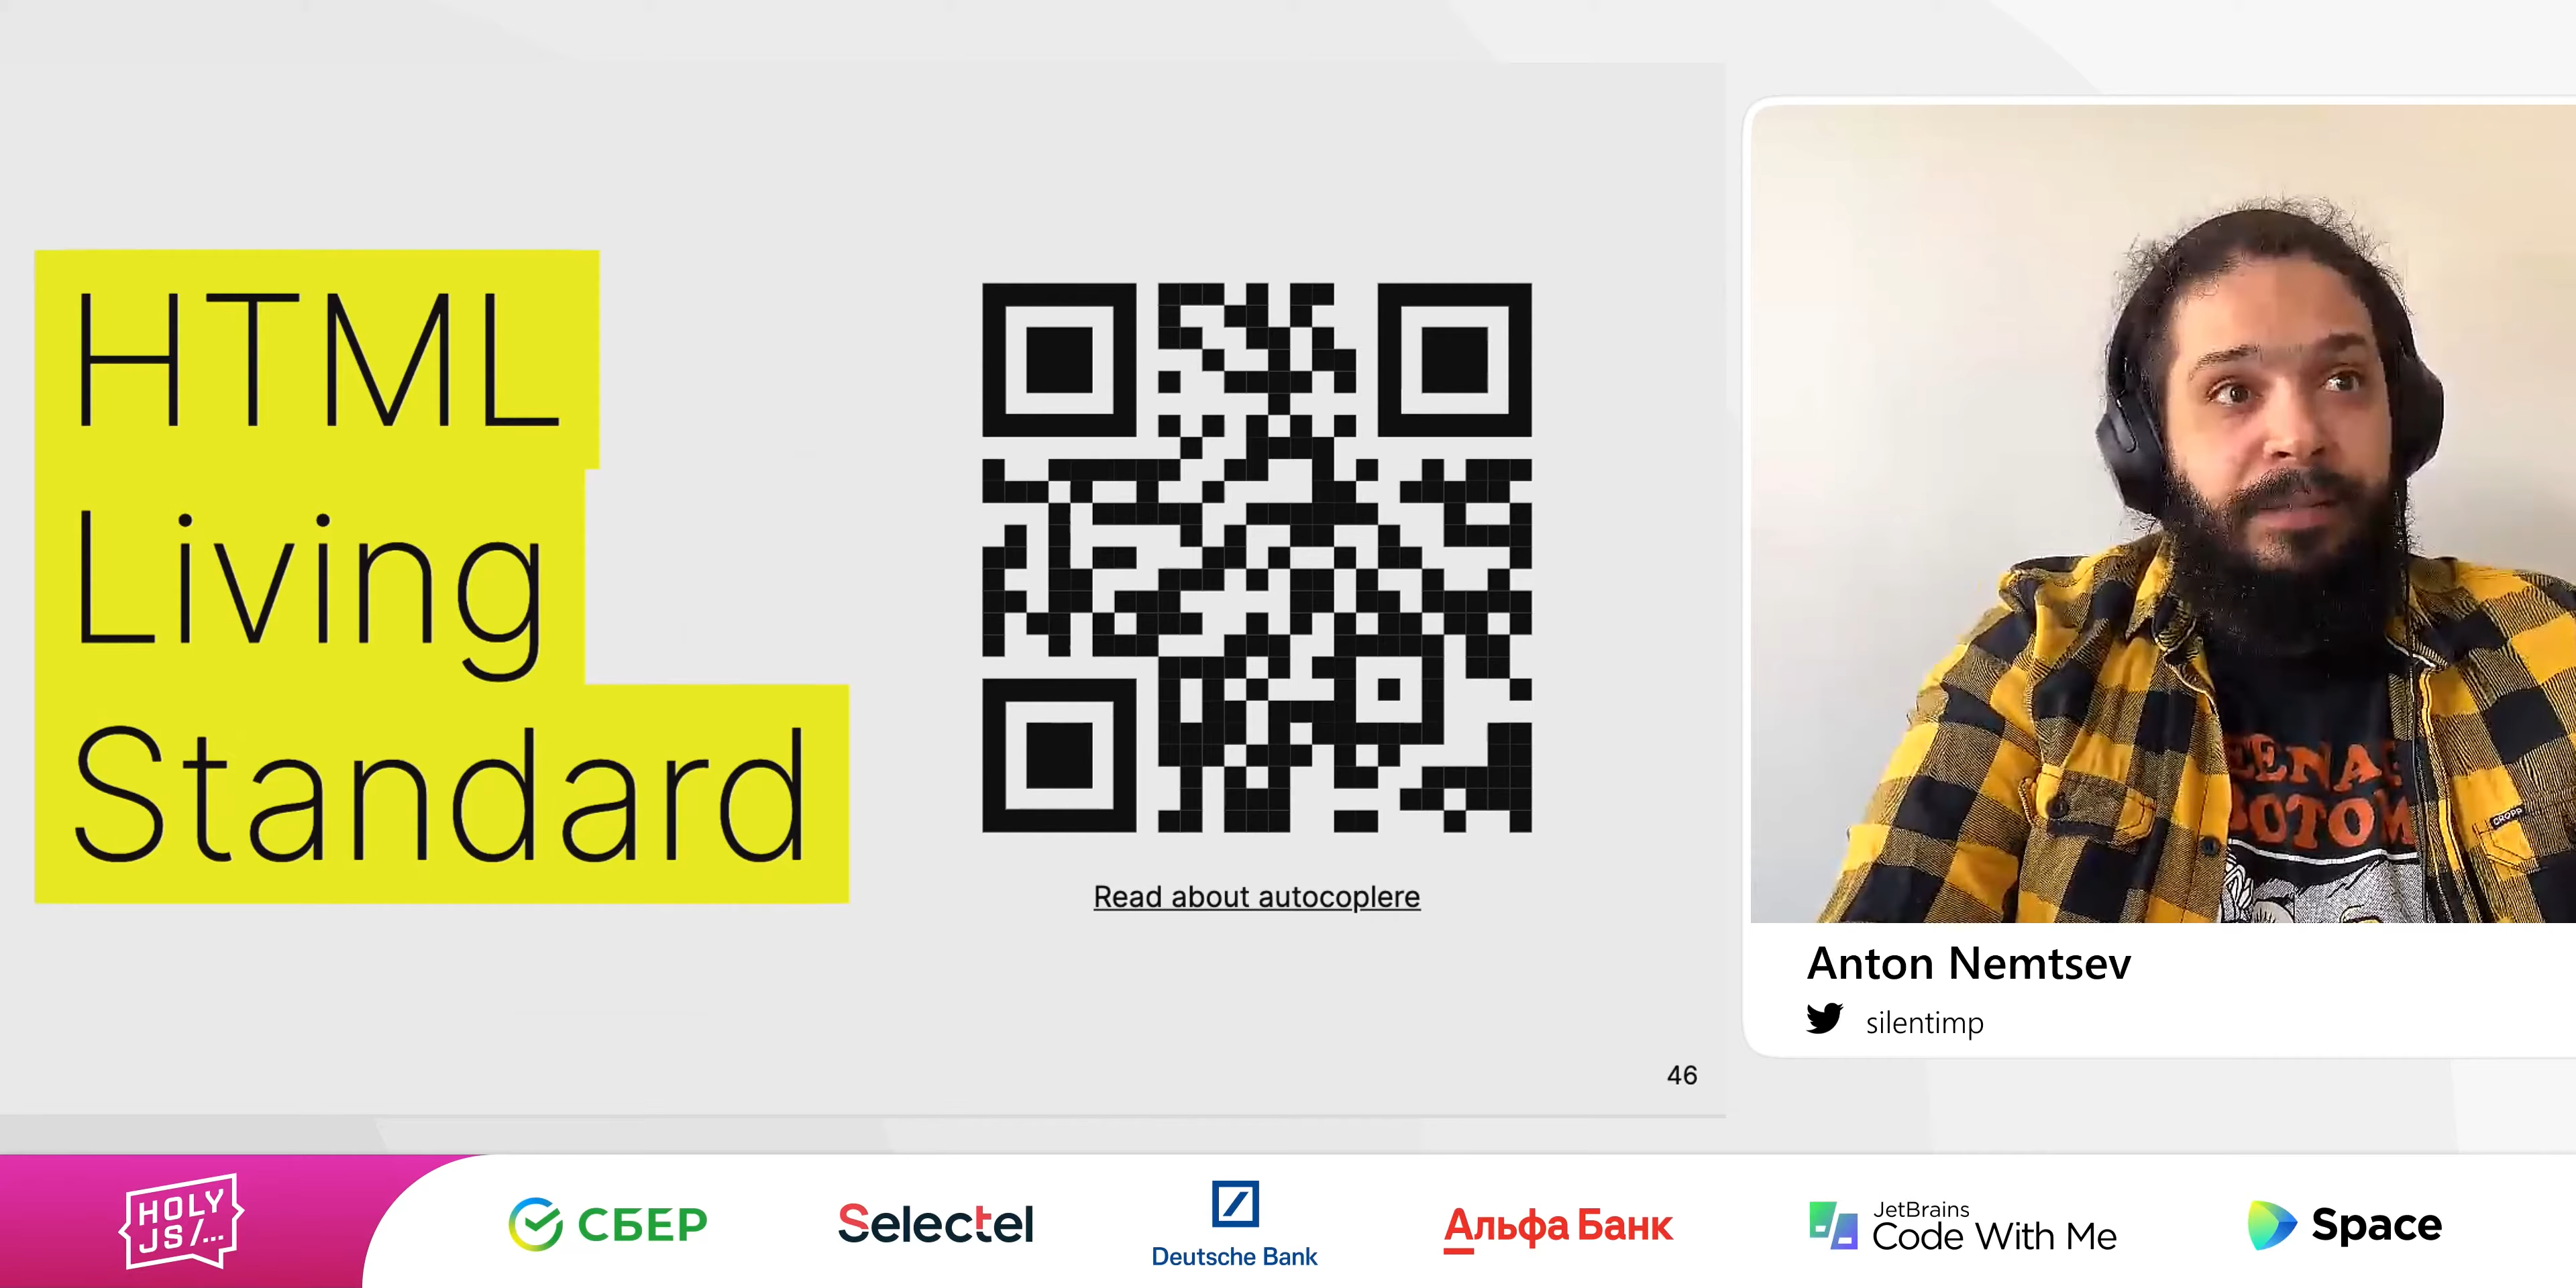 HTML
Living
Standard
Read about autocoplere
46
Anton Nemtsev
silentimp
CROPP
HOLY
JS/...
СБЕР
Selectel
Deutsche Bank
Альфа Банк
JetBrains
Code With Me
Space